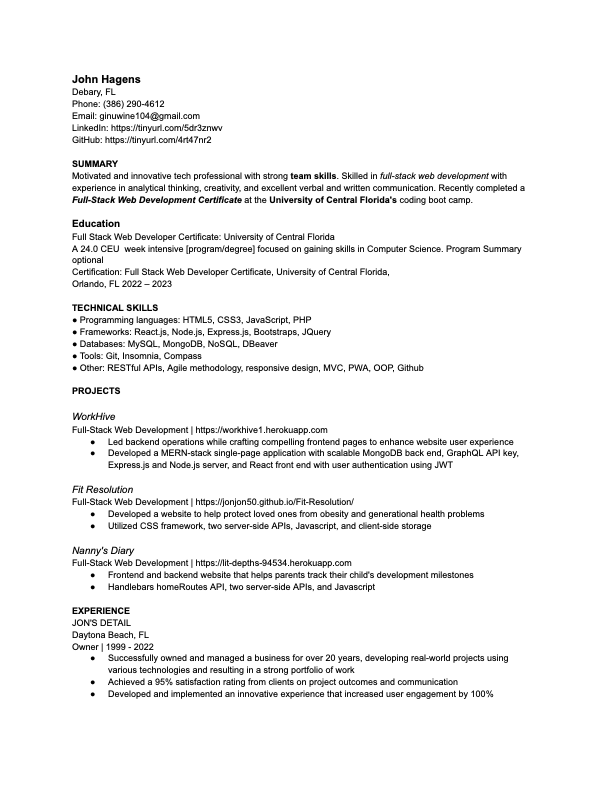 John Hagens
Debary, FL
Phone: (386) 290-4612
Email: ginuwine104@gmail.com
LinkedIn: https://tinyurl.com/5dr3znwv
GitHub: https://tinyurl.com/4rt47nr2
SUMMARY
Motivated and innovative tech professional with strong team skills. Skilled in full-stack web development with
experience in analytical thinking, creativity, and excellent verbal and written communication. Recently completed a
Full-Stack Web Development Certificate at the University of Central Florida's coding boot camp.
Education
Full Stack Web Developer Certificate: University of Central Florida
A 24.0 CEU  week intensive [program/degree] focused on gaining skills in Computer Science. Program Summary
optional
Certification: Full Stack Web Developer Certificate, University of Central Florida,
Orlando, FL 2022 – 2023
TECHNICAL SKILLS
● Programming languages: HTML5, CSS3, JavaScript, PHP
● Frameworks: React.js, Node.js, Express.js, Bootstraps, JQuery
● Databases: MySQL, MongoDB, NoSQL, DBeaver
● Tools: Git, Insomnia, Compass
● Other: RESTful APIs, Agile methodology, responsive design, MVC, PWA, OOP, Github
PROJECTS
WorkHive
Full-Stack Web Development | https://workhive1.herokuapp.com
● Led backend operations while crafting compelling frontend pages to enhance website user experience
● Developed a MERN-stack single-page application with scalable MongoDB back end, GraphQL API key,
Express.js and Node.js server, and React front end with user authentication using JWT
Fit Resolution
Full-Stack Web Development | https://jonjon50.github.io/Fit-Resolution/
● Developed a website to help protect loved ones from obesity and generational health problems
● Utilized CSS framework, two server-side APIs, Javascript, and client-side storage
Nanny's Diary
Full-Stack Web Development | https://lit-depths-94534.herokuapp.com
● Frontend and backend website that helps parents track their child's development milestones
● Handlebars homeRoutes API, two server-side APIs, and Javascript
EXPERIENCE
JON'S DETAIL
Daytona Beach, FL
Owner | 1999 - 2022
● Successfully owned and managed a business for over 20 years, developing real-world projects using
various technologies and resulting in a strong portfolio of work
● Achieved a 95% satisfaction rating from clients on project outcomes and communication
● Developed and implemented an innovative experience that increased user engagement by 100%